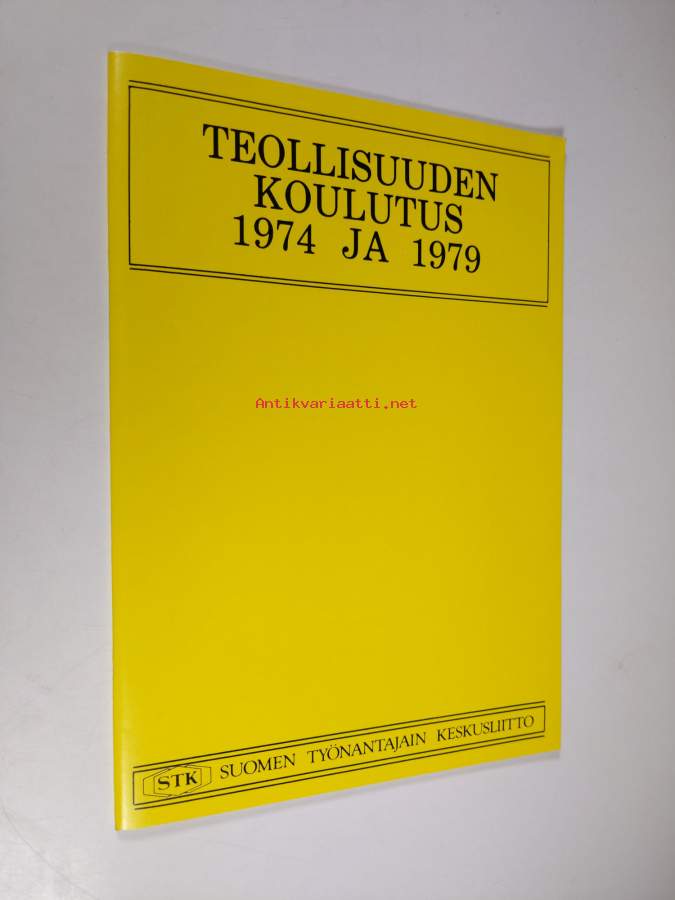 TEOLLISUUDEN
KOULUTUS
1974 JA 1979
Antikvariaatti.net
STK SUOMEN TYÖNANTAJAIN KESKUSLIITTO